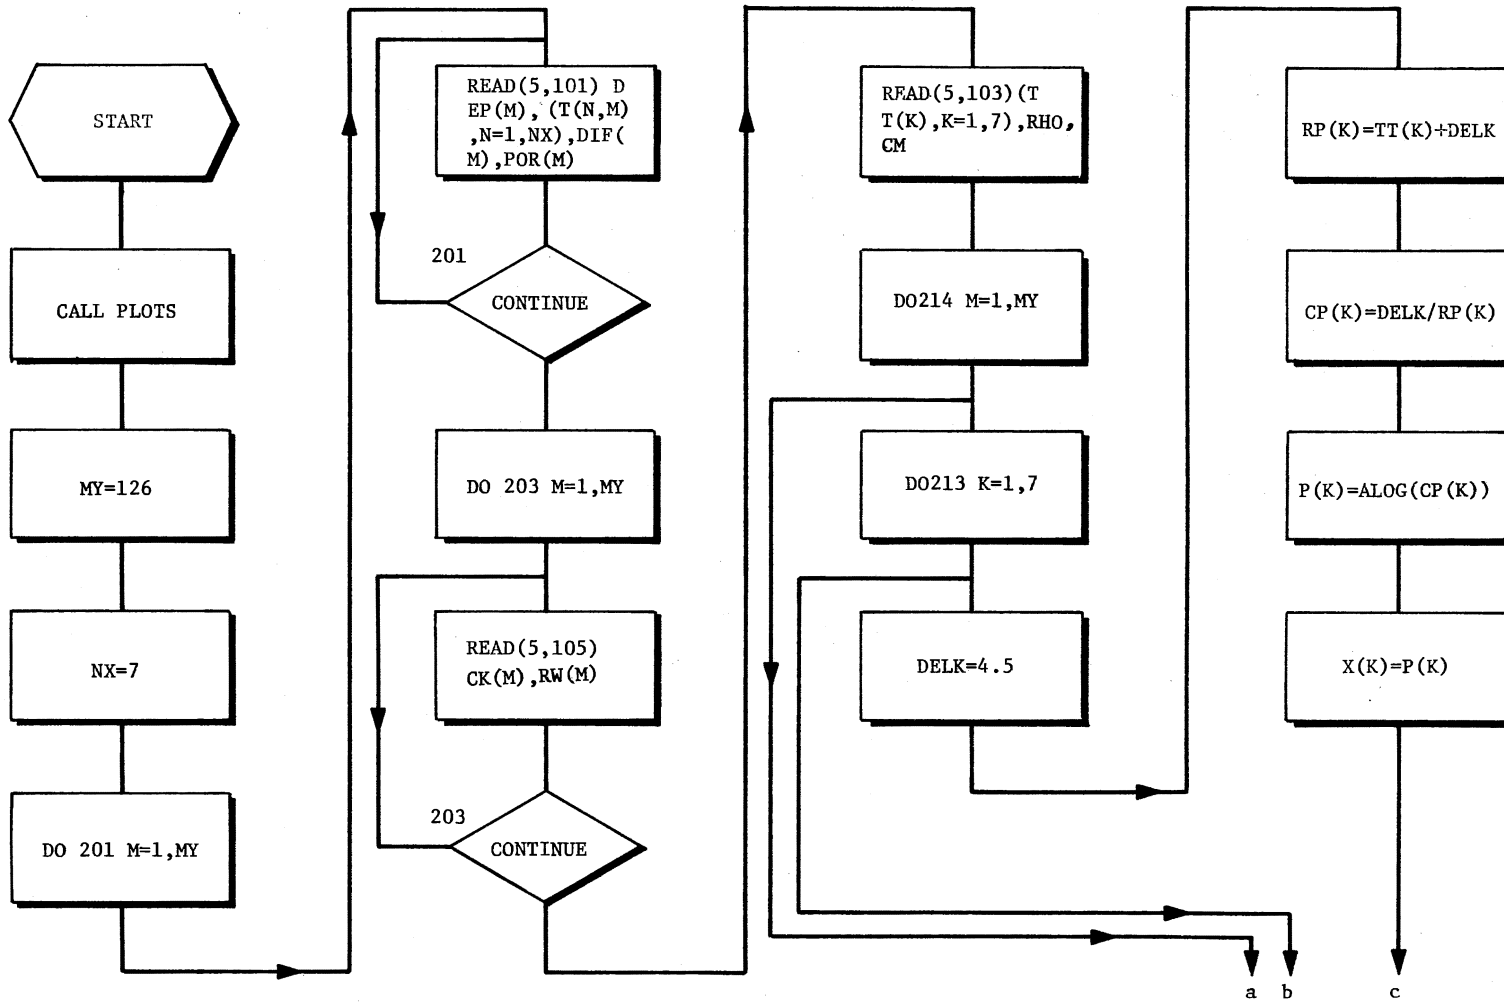 START
CALL PLOTS
MY=126
NX=7
DO 201 M=1,MY
READ(5,101) D
EP(M), (T(N,M)
,N=1,NX),DIF(
M),POR(M)
201
CONTINUE
DO 203 M=1,MY
READ(5,105)
CK(M),RW(M)
203
CONTINUE
READ(5,103)(T
T(K),K=1,7),RHO,
CM
DO214 M=1,MY
DO213 K=1,7
DELK=4.5
RP(K)=TT(K)+DELK
CP(K)=DELK/RP(K)
P(K)=ALOG(CP(K))
X(K)=P(K)
a b c